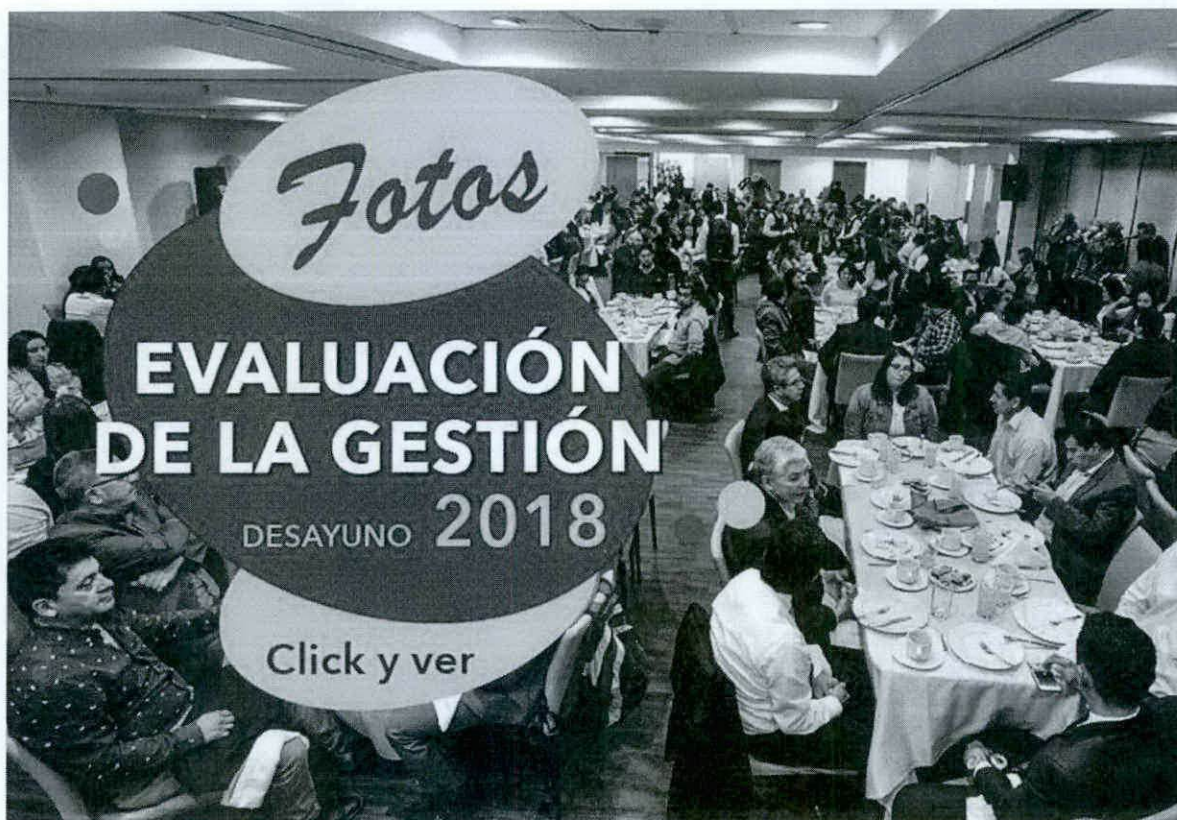 Fotos
EVALUACIÓN
DE LA GESTIÓN
DESAYUNO 2018
Click y ver